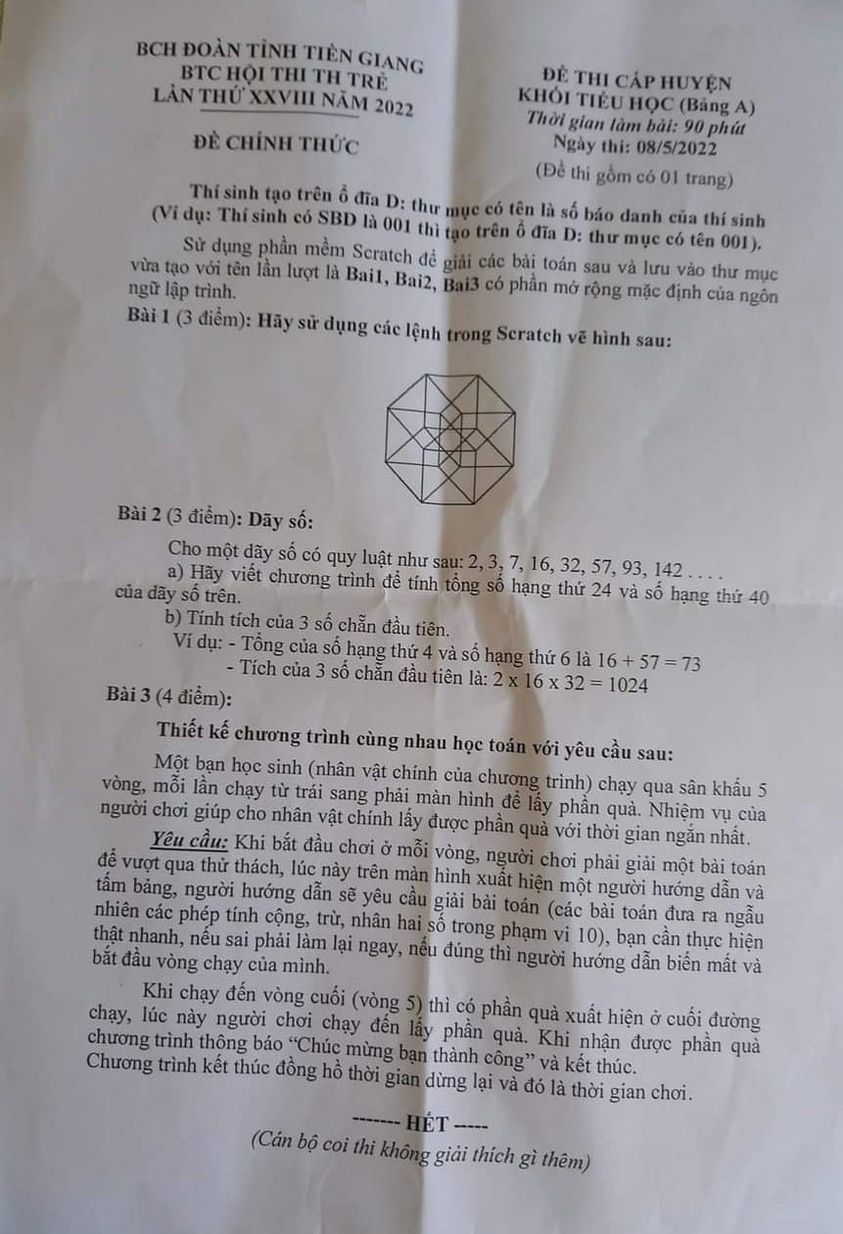 BCH ĐOÀN TỈNH TIỀN GIANG
BTC HỘI THI TH TRẺ
LẦN THỨ XXVIII NĂM 2022
ĐỀ CHÍNH THỨC
ĐỀ THI CẤP HUYỆN
KHỐI TIỂU HỌC (Bảng A)
Thời gian làm bài: 90 phút
Ngày thi: 08/5/2022
(Đề thi gồm có 01 trang)
Thí sinh tạo trên ổ đĩa D: thư mục có tên là số báo danh của thí sinh
(Ví dụ: Thí sinh có SBD là 001 thì tạo trên ổ đĩa D: thư mục có tên 001).
Sử dụng phần mềm Scratch để giải các bài toán sau và lưu vào thư mục
vừa tạo với tên lần lượt là Bai1, Bai2, Bai3 có phần mở rộng mặc định của ngôn
ngữ lập trình.
Bài 1 (3 điểm): Hãy sử dụng các lệnh trong Scratch vẽ hình sau:
Bài 2 (3 điểm): Dãy số:
Cho một dãy số có quy luật như sau: 2, 3, 7, 16, 32, 57, 93, 142 . . . .
a) Hãy viết chương trình để tính tổng số hạng thứ 24 và số hạng thứ 40
của dãy số trên.
b) Tính tích của 3 số chẵn đầu tiên.
Ví dụ: - Tổng của số hạng thứ 4 và số hạng thứ 6 là 16 + 57 = 73
- Tích của 3 số chẵn đầu tiên là: 2 x 16 x 32 = 1024
Bài 3 (4 điểm):
Thiết kế chương trình cùng nhau học toán với yêu cầu sau:
Một bạn học sinh (nhân vật chính của chương trình) chạy qua sân khấu 5
vòng, mỗi lần chạy từ trái sang phải màn hình để lấy phần quà. Nhiệm vụ của
người chơi giúp cho nhân vật chính lấy được phần quà với thời gian ngắn nhất.
Yêu cầu: Khi bắt đầu chơi ở mỗi vòng, người chơi phải giải một bài toán
để vượt qua thử thách, lúc này trên màn hình xuất hiện một người hướng dẫn và
tấm bảng, người hướng dẫn sẽ yêu cầu giải bài toán (các bài toán đưa ra ngẫu
nhiên các phép tính cộng, trừ, nhân hai số trong phạm vi 10), bạn cần thực hiện
thật nhanh, nếu sai phải làm lại ngay, nếu đúng thì người hướng dẫn biến mất và
bắt đầu vòng chạy của mình.
Khi chạy đến vòng cuối (vòng 5) thì có phần quà xuất hiện ở cuối đường
chạy, lúc này người chơi chạy đến lấy phần quà. Khi nhận được phần quà
chương trình thông báo “Chúc mừng bạn thành công” và kết thúc.
Chương trình kết thúc đồng hồ thời gian dừng lại và đó là thời gian chơi.
------- HẾT -----
(Cán bộ coi thi không giải thích gì thêm)